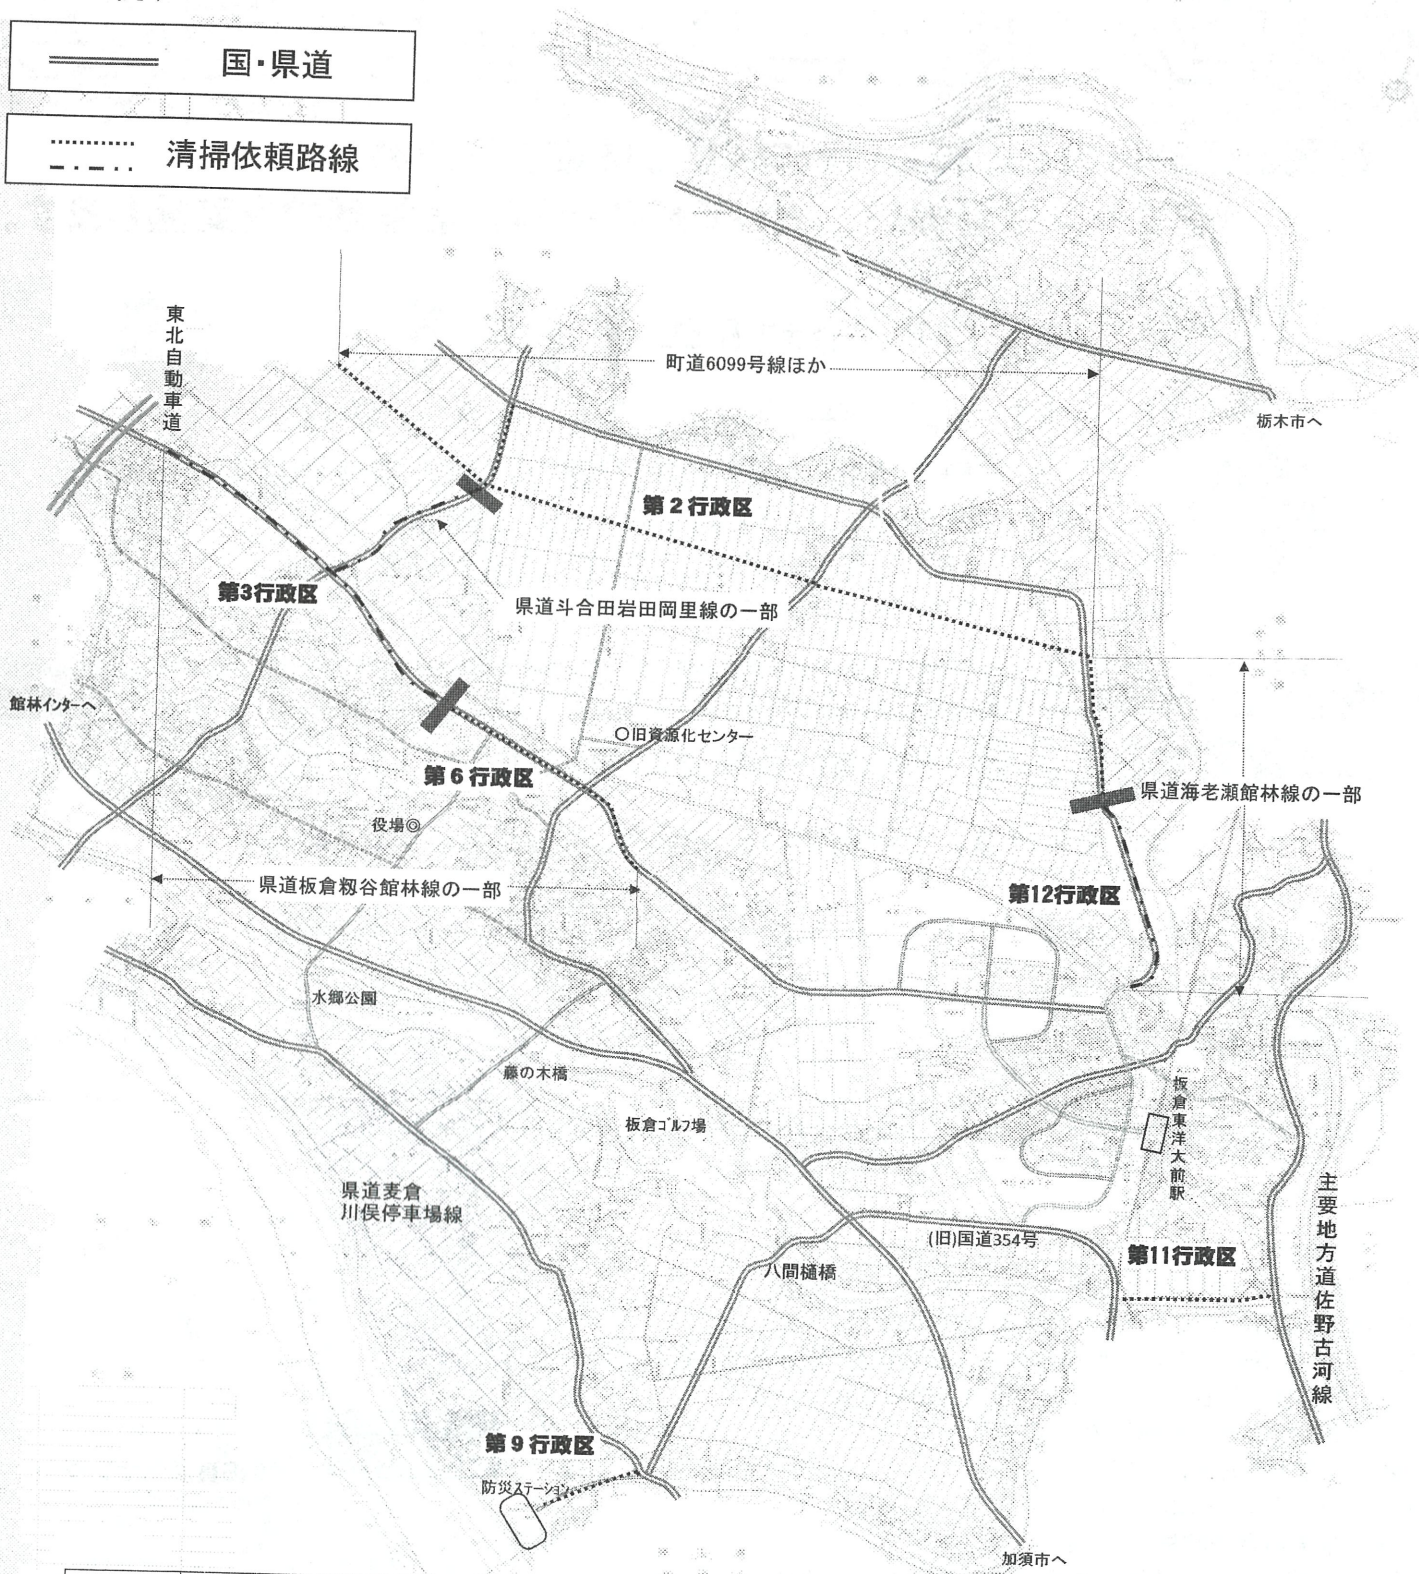 国・県道
清掃依頼路線
東北自動車道
町道6099号線ほか
栃木市へ
第2行政区
第3行政区
県道斗合田岩田岡里線の一部
館林インターへ
○旧資源化センター
第6行政区
県道海老瀬館林線の一部
役場◎
県道板倉籾谷館林線の一部
第12行政区
水郷公園
藤の木橋
板倉ゴルフ場
板倉東洋大前駅
県道麦倉
川俣停車場線
主要地方道佐野古河線
(旧)国道354号
第11行政区
八間樋橋
第9行政区
防災ステーション
加須市へ